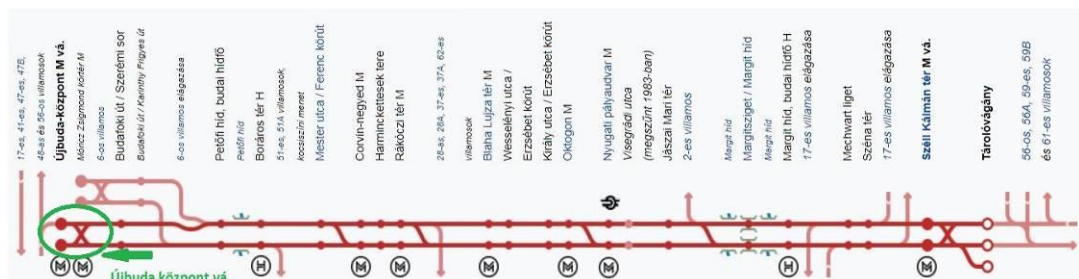 17-es, 41-es, 47-es, 47B,
48-as és 56-os villamosok
Újbuda-központ M vá.
Móricz Zsigmond körtér M
6-os villamos
Budafoki út / Szerémi sor
Budafoki út / Karinthy Frigyes út
6-os villamos elágazása
Petőfi híd, budai hídfő
Petőfi híd
Boráros tér H
51-es, 51A villamosok,
kocsiszíni menet
Mester utca / Ferenc körút
Corvin-negyed M
Harminckettesek tere
Rákóczi tér M
28-as, 28A, 37-es, 37A, 62-es
villamosok
Blaha Lujza tér M
Wesselényi utca /
Erzsébet körút
Király utca / Erzsébet körút
Oktogon M
Nyugati pályaudvar M
Visegrádi utca
(megszűnt 1983-ban)
Jászai Mari tér
2-es villamos
Margit híd
Margitsziget / Margit híd
Margit híd
Margit híd, budai hídfő H
17-es villamos elágazása
Mechwart liget
Széna tér
17-es villamos elágazása
Széll Kálmán tér M vá.
Tárolóvágány
56-os, 56A, 59-es, 59B
és 61-es villamosok
Újbuda központ vá.